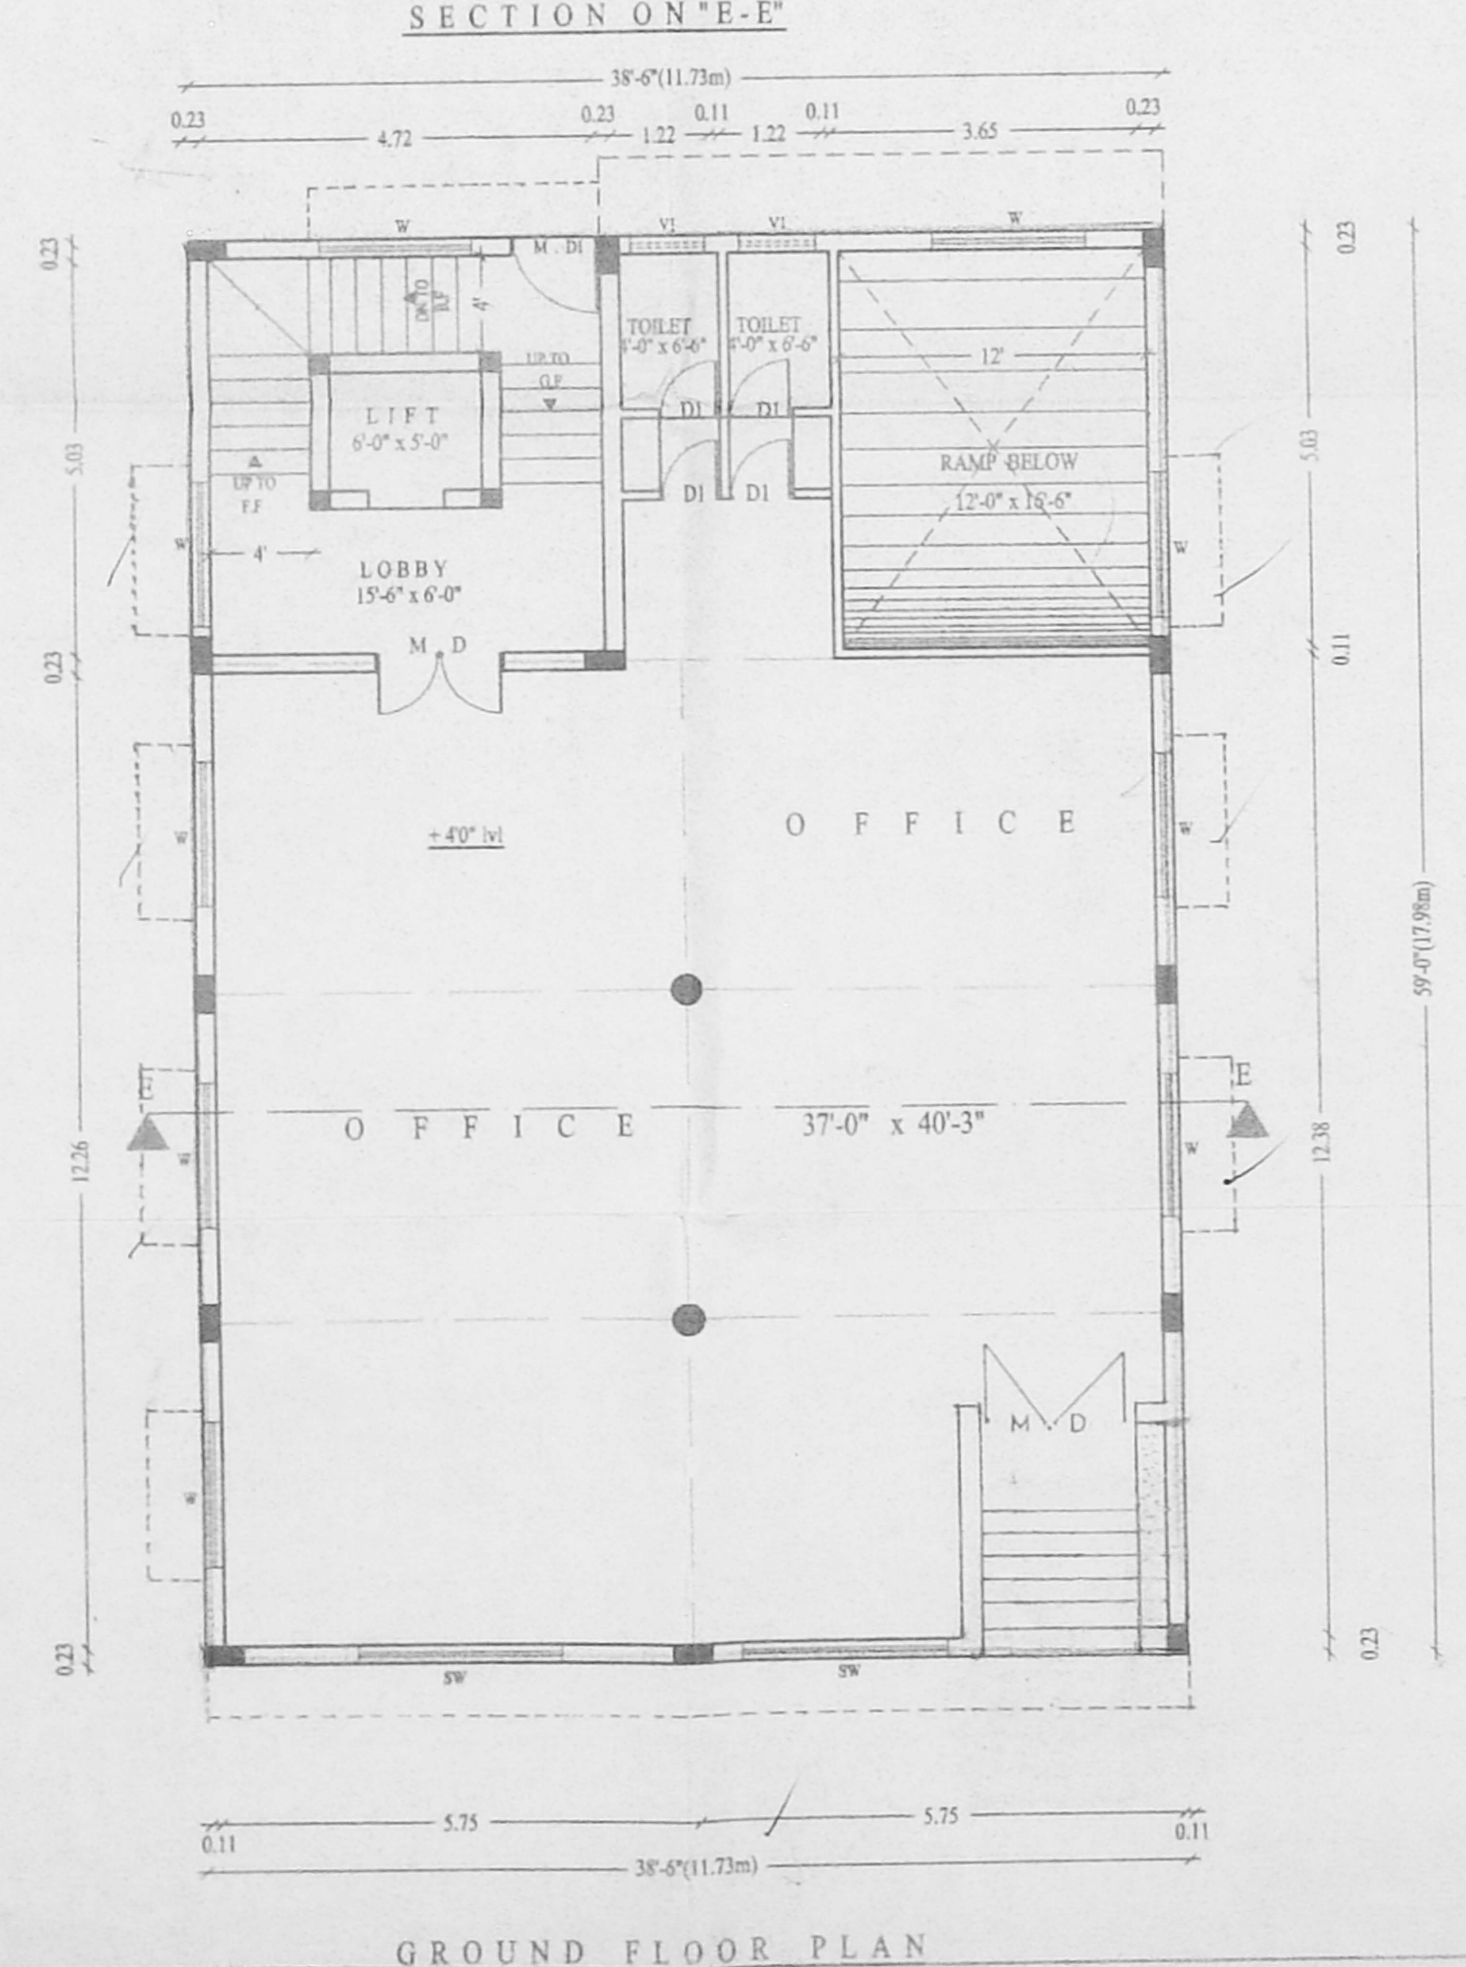 SECTION ON "E-E"
38'-6"(11.73m)
0.23 0.23 0.11 0.11 0.23
4.72 1.22 1.22 3.65
W V1 V1 W
0.23 M . D1 0.23
DN TO
B.F
4'
TOILET TOILET
4'-0" x 6'-6" 4'-0" x 6'-6"
UP TO
G.F
12'
LIFT
6'-0" x 5'-0"
D1 D1
5.03 5.03
RAMP BELOW
12'-0" x 16'-6"
UP TO
F.F
D1 D1
W W
4'
LOBBY
15'-6" x 6'-0"
M D
0.23 0.11
+ 4'0" lvl
OFFICE
W W
59'-0"(17.98m)
E E
OFFICE 37'-0" x 40'-3"
12.26 12.38
W W
M D
W
0.23 0.23
SW SW
5.75 5.75
0.11 0.11
38'-6"(11.73m)
GROUND FLOOR PLAN